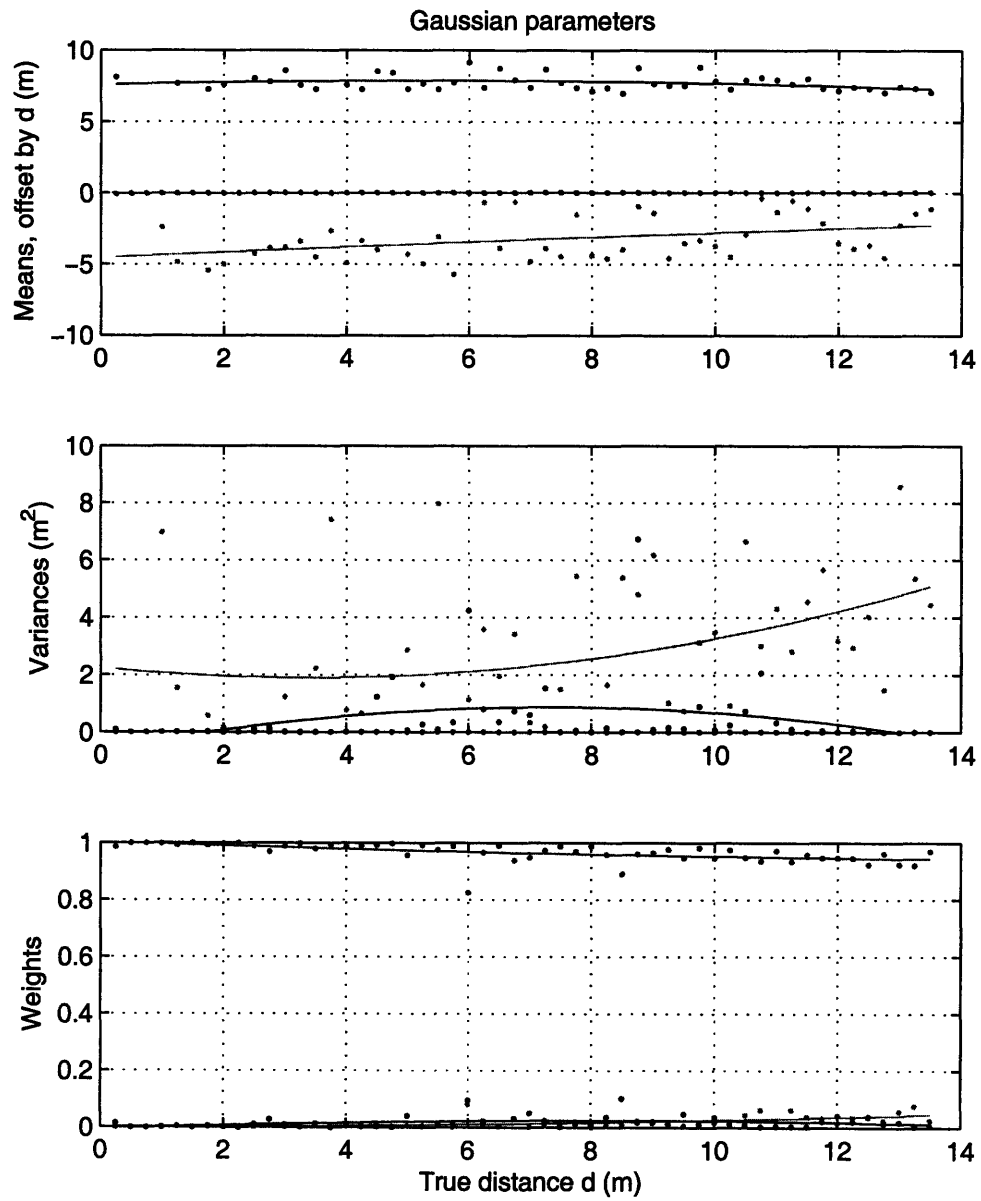 Gaussian parameters
Means, offset by d (m)
10
5
0
−5
−10
0 2 4 6 8 10 12 14
Variances (m²)
10
8
6
4
2
0
0 2 4 6 8 10 12 14
Weights
1
0.8
0.6
0.4
0.2
0
0 2 4 6 8 10 12 14
True distance d (m)